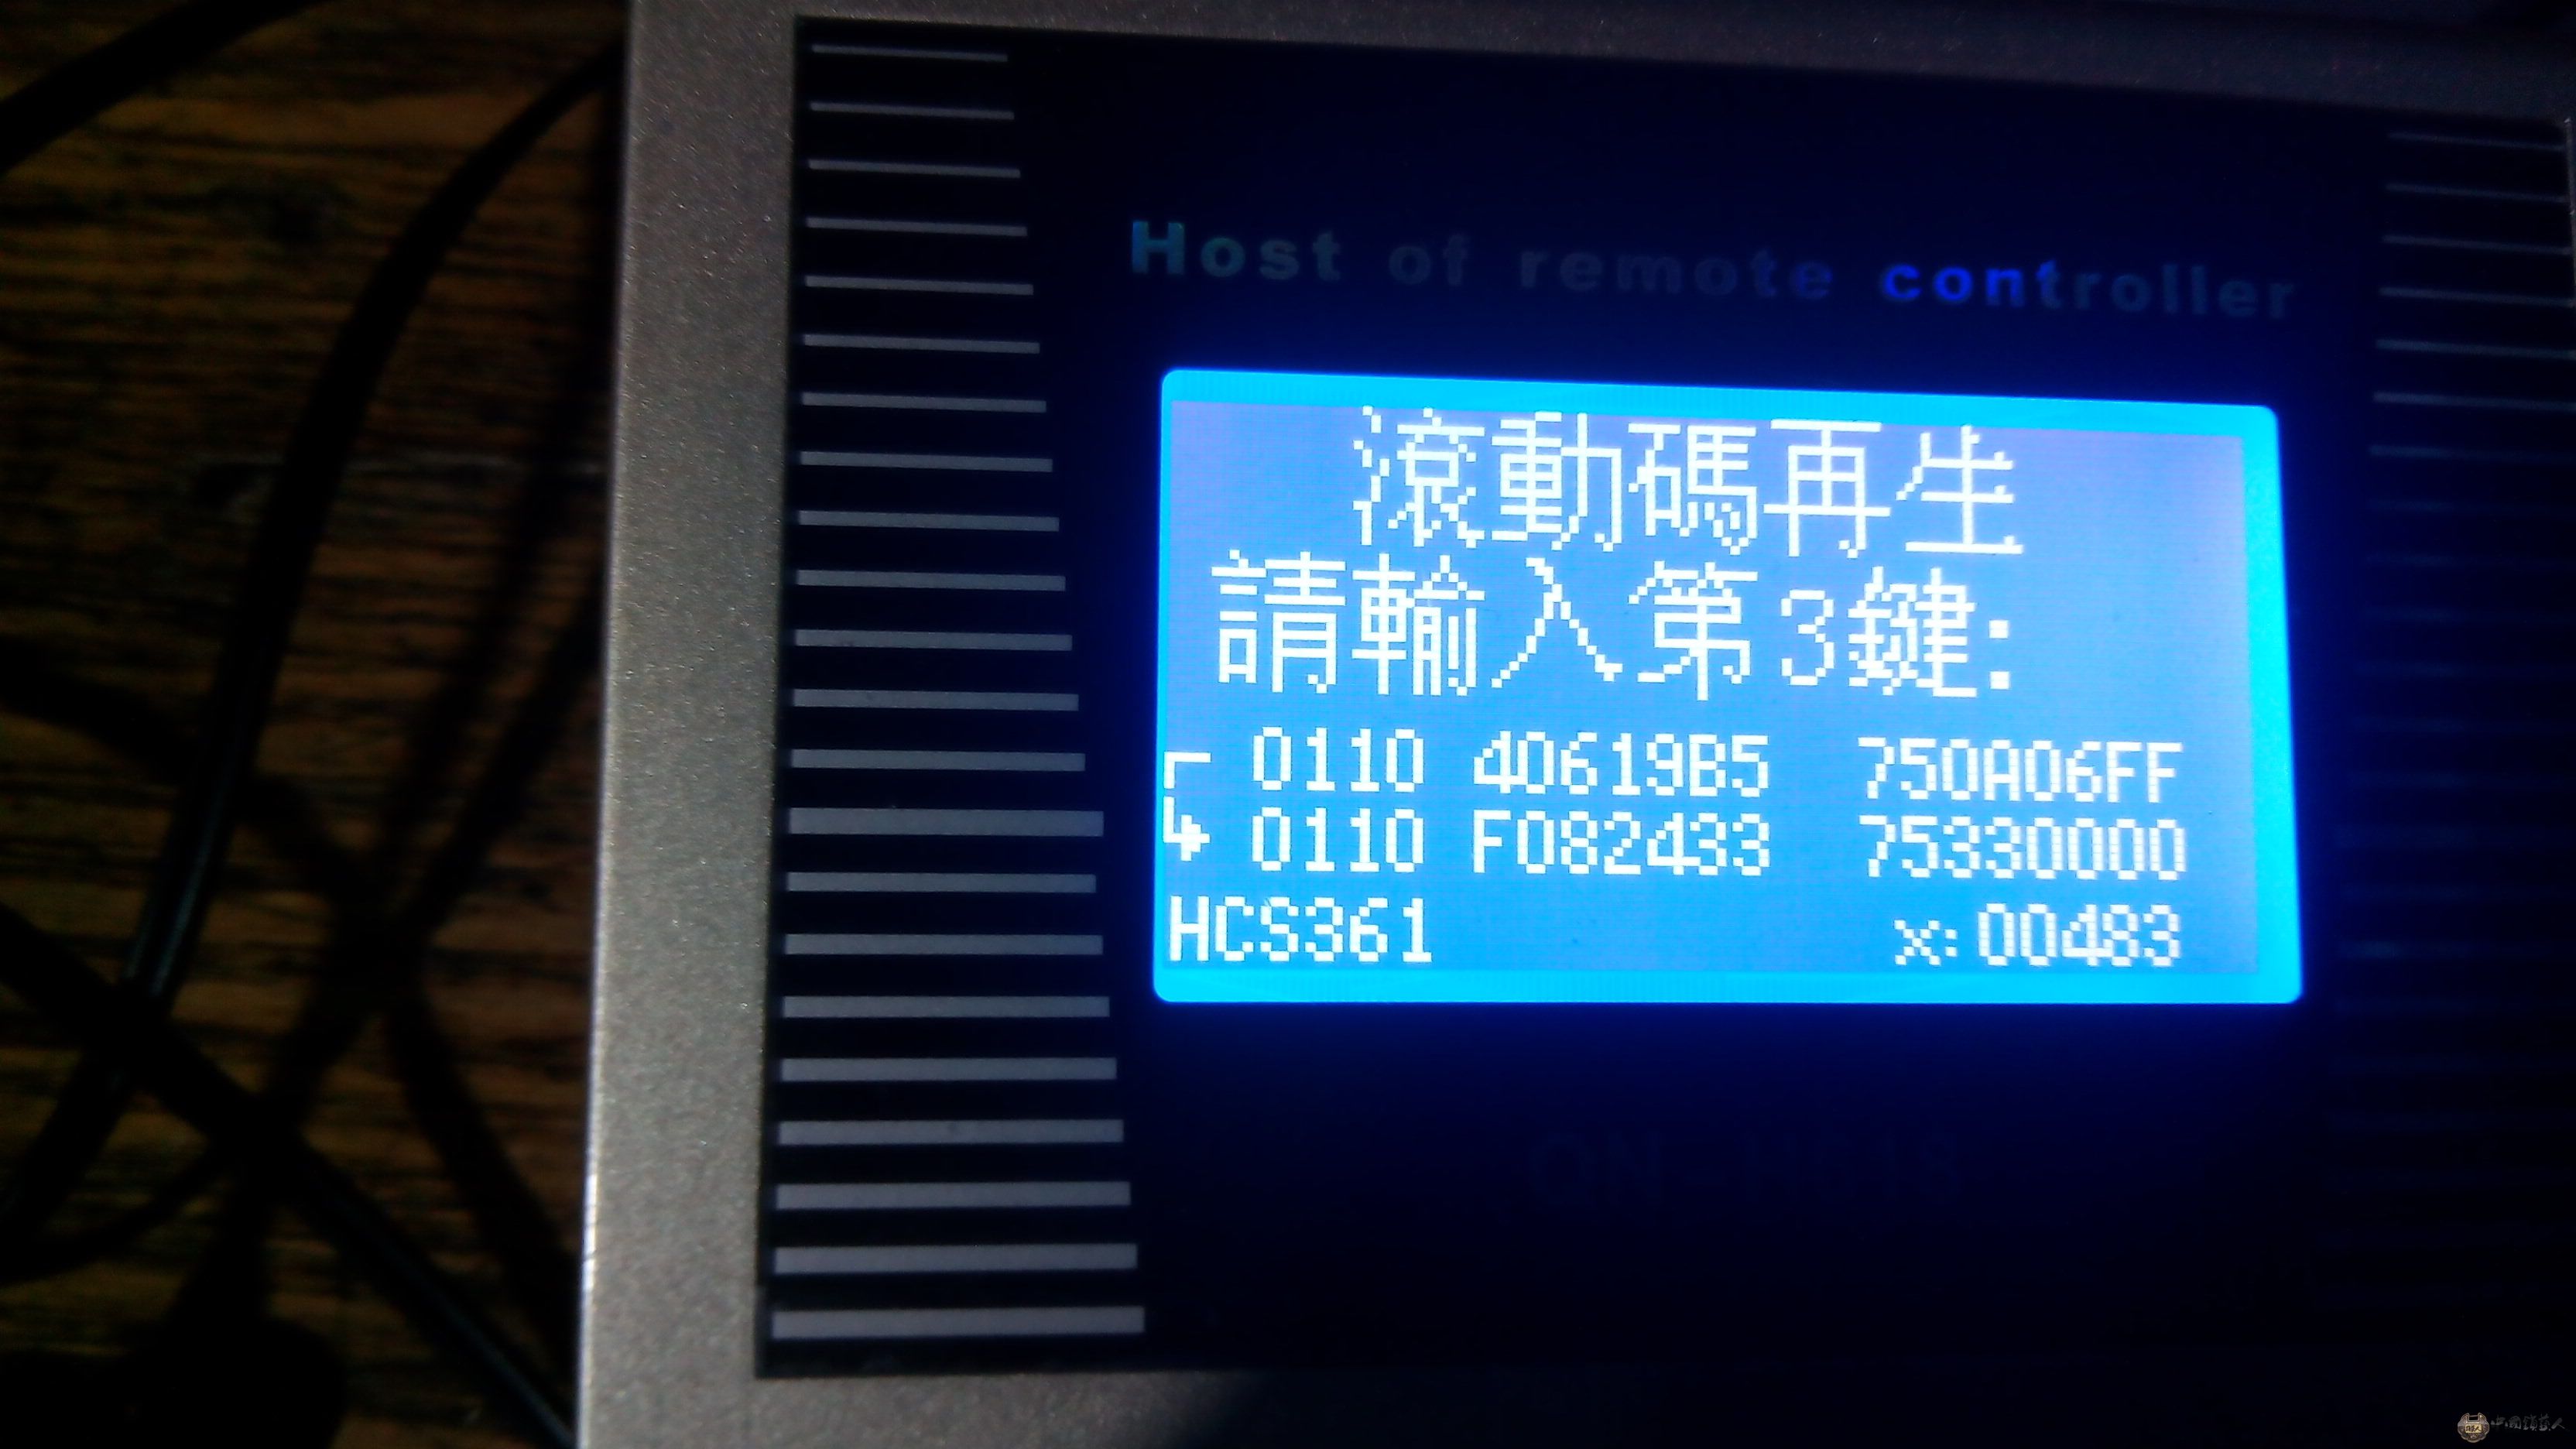 Host of remote controller
滾動碼再生
請輸入第3鍵:
0110 40619B5 750A06FF
0110 F082433 75330000
HCS361 x:00483